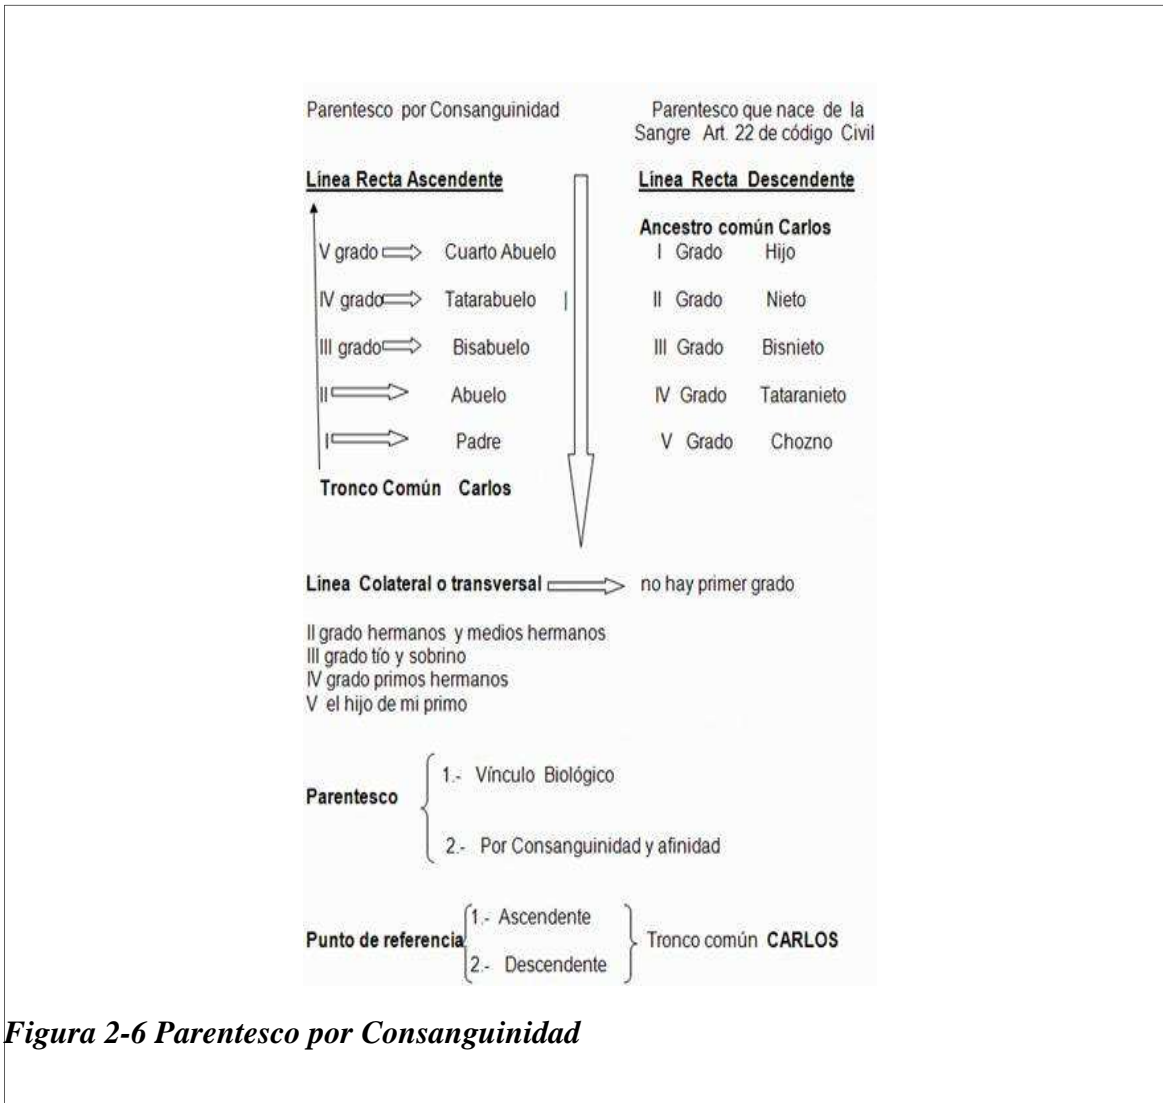 Parentesco por Consanguinidad
Parentesco que nace de la
Sangre Art. 22 de código Civil
Línea Recta Ascendente
V grado Cuarto Abuelo
IV grado Tatarabuelo
III grado Bisabuelo
II Abuelo
I Padre
Tronco Común Carlos
Línea Recta Descendente
Ancestro común Carlos
I Grado Hijo
II Grado Nieto
III Grado Bisnieto
IV Grado Tataranieto
V Grado Chozno
Línea Colateral o transversal no hay primer grado
II grado hermanos y medios hermanos
III grado tío y sobrino
IV grado primos hermanos
V el hijo de mi primo
Parentesco
1.- Vínculo Biológico
2.- Por Consanguinidad y afinidad
Punto de referencia
1.- Ascendente
2.- Descendente
Tronco común CARLOS
Figura 2-6 Parentesco por Consanguinidad